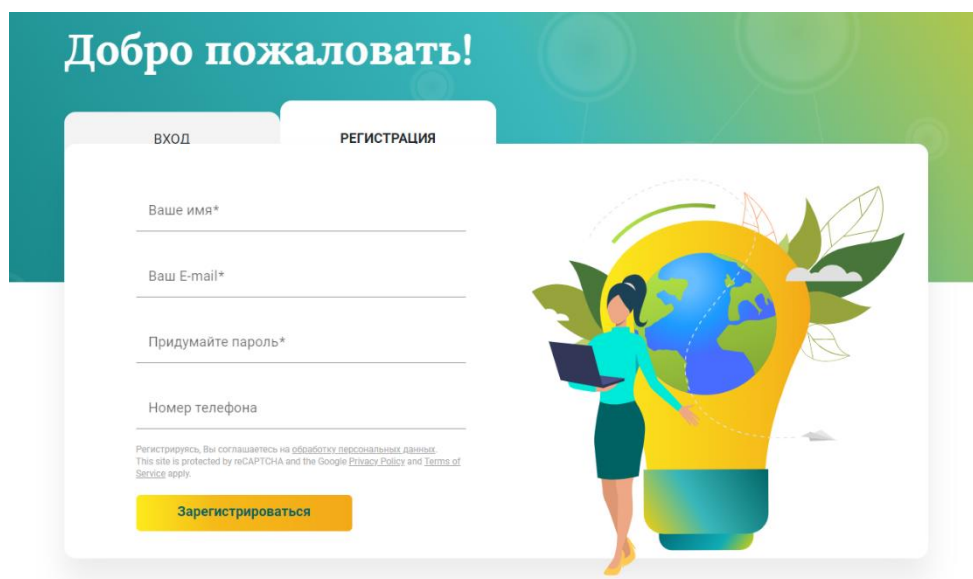 Добро пожаловать!
ВХОД
РЕГИСТРАЦИЯ
Ваше имя*
Ваш E-mail*
Придумайте пароль*
Номер телефона
Регистрируясь, Вы соглашаетесь на обработку персональных данных.
This site is protected by reCAPTCHA and the Google Privacy Policy and Terms of
Service apply.
Зарегистрироваться